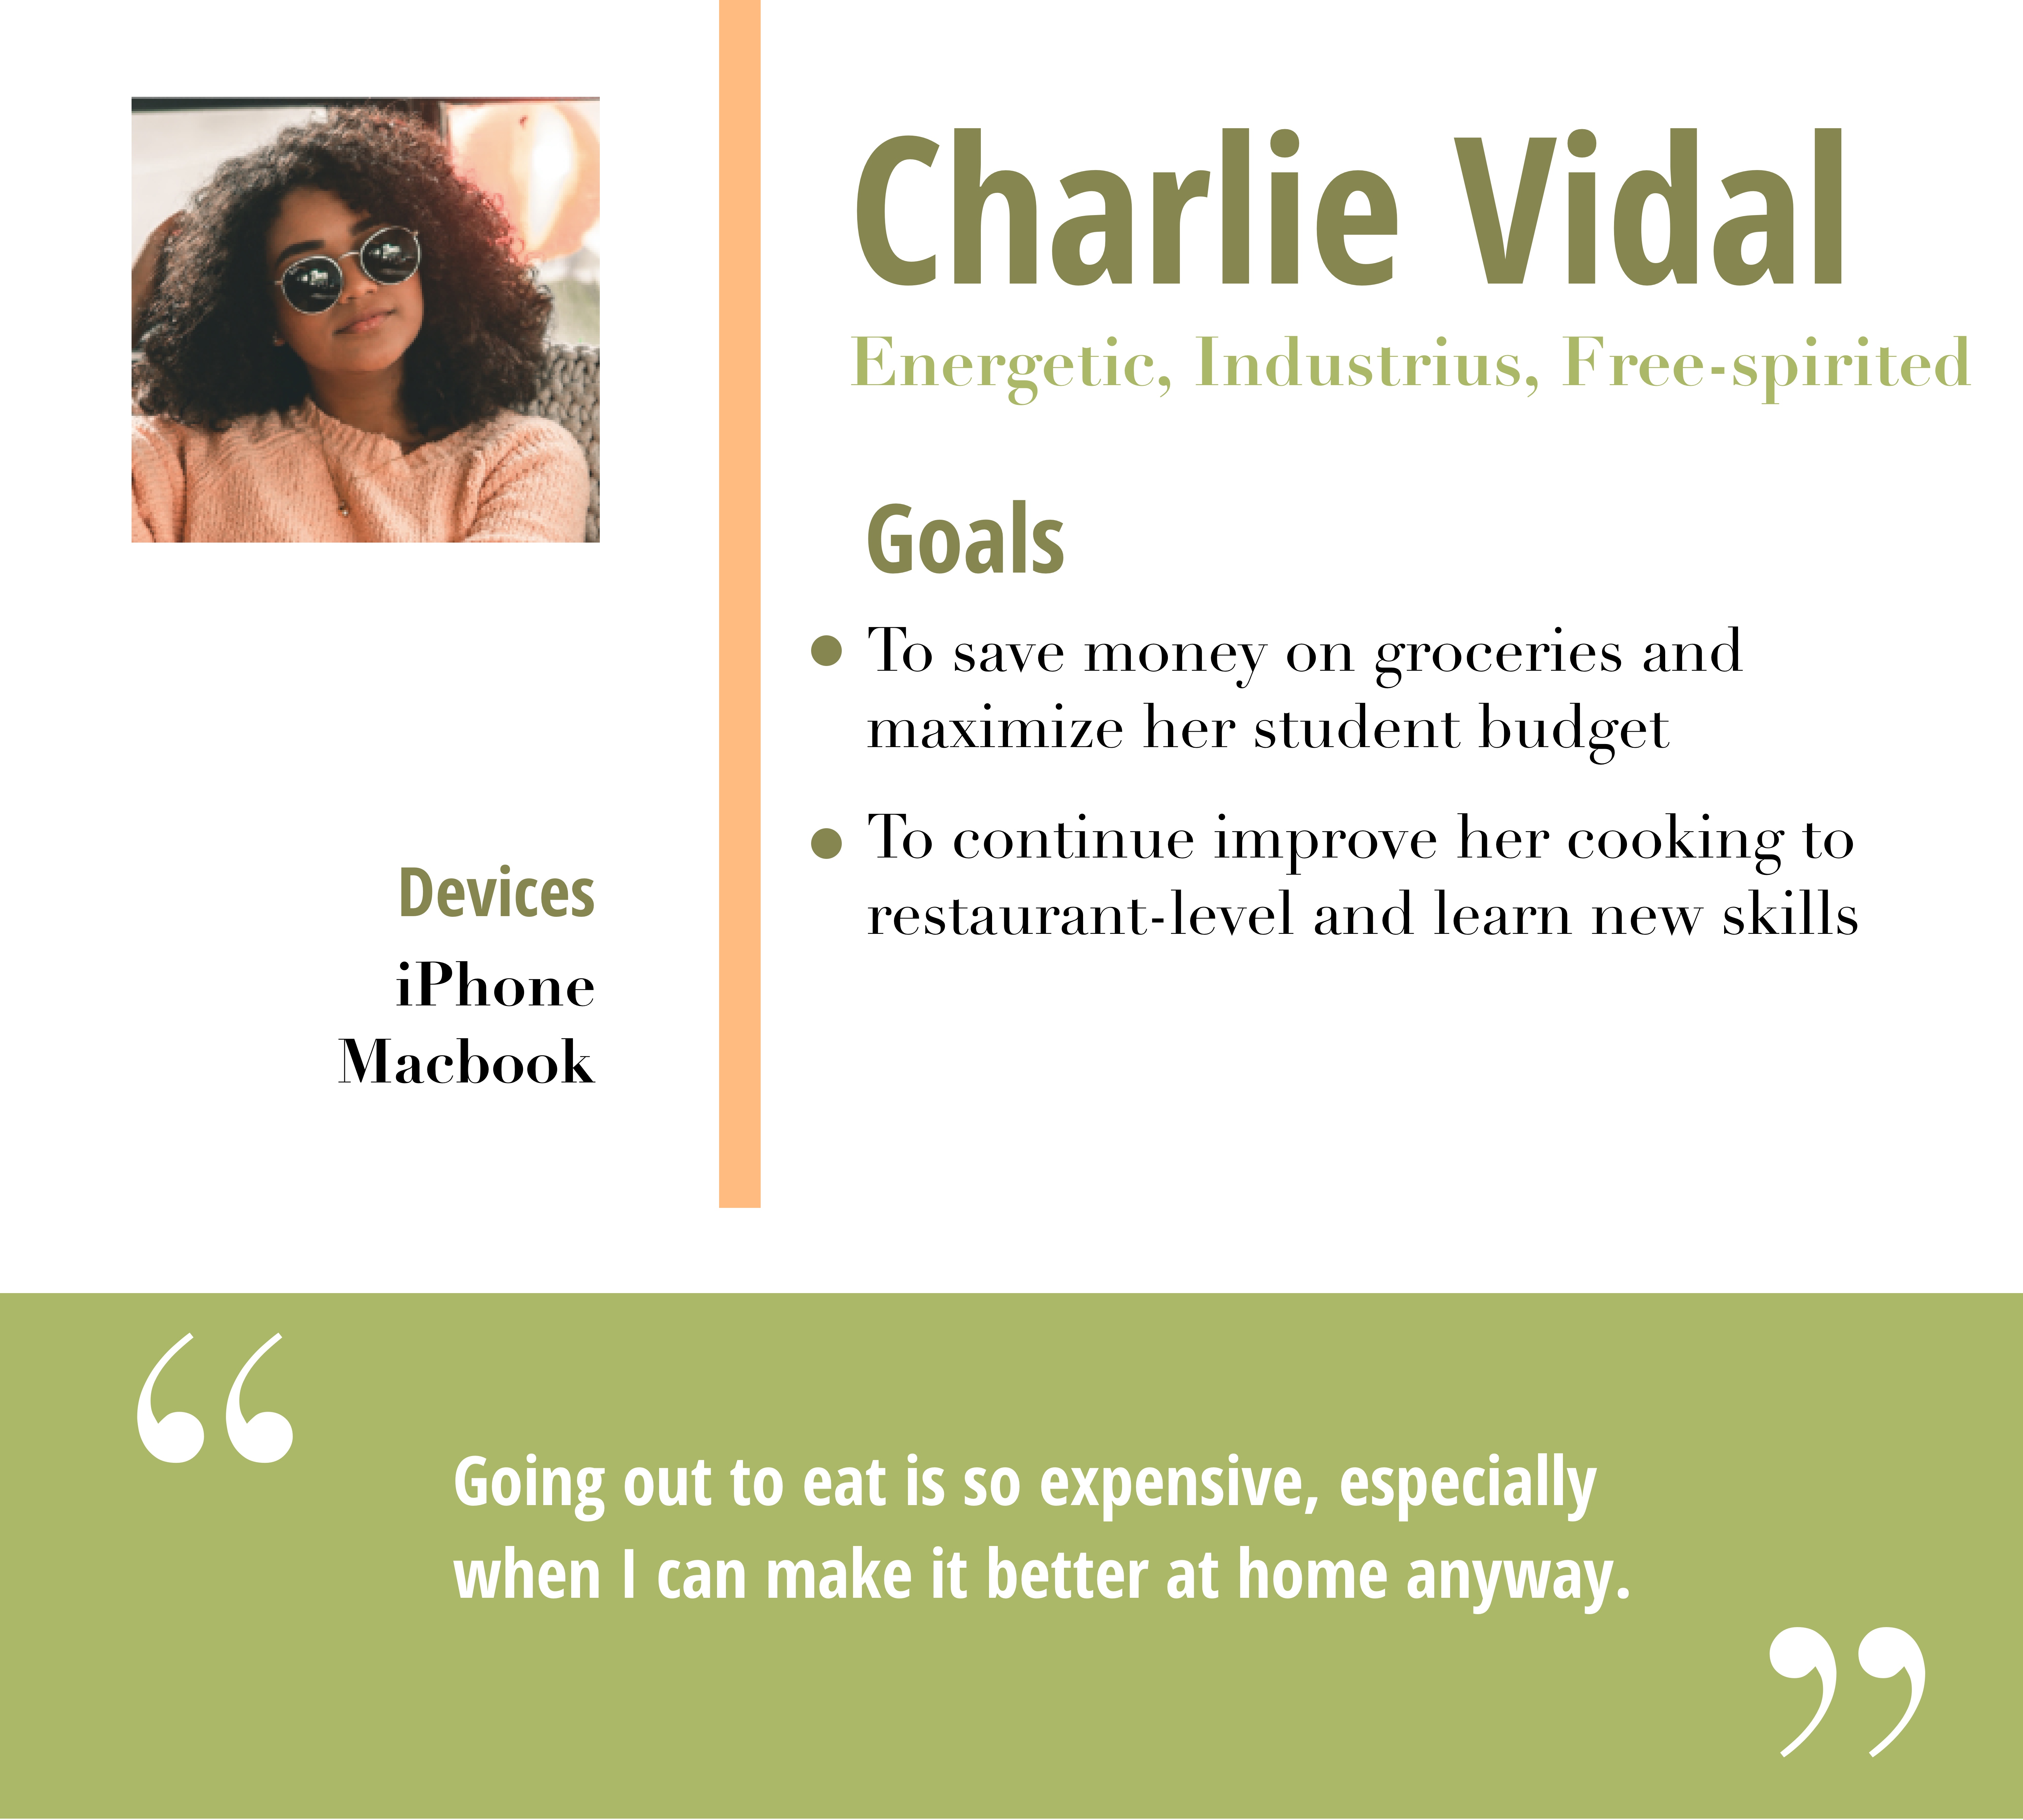 Charlie Vidal
Energetic, Industrius, Free-spirited
Goals
To save money on groceries and
maximize her student budget
To continue improve her cooking to
restaurant-level and learn new skills
Devices
iPhone
Macbook
“
Going out to eat is so expensive, especially
when I can make it better at home anyway.
”